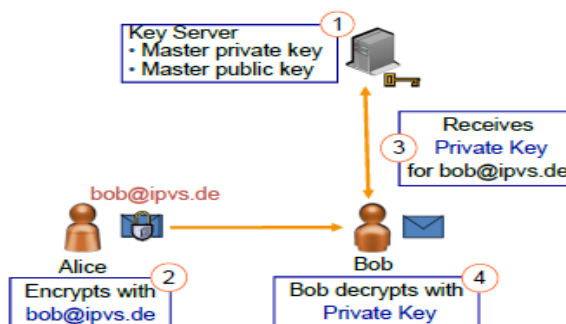 1
Key Server
• Master private key
• Master public key
Receives
3
Private Key
for bob@ipvs.de
bob@ipvs.de
Alice
Bob
2
Encrypts with
bob@ipvs.de
4
Bob decrypts with
Private Key